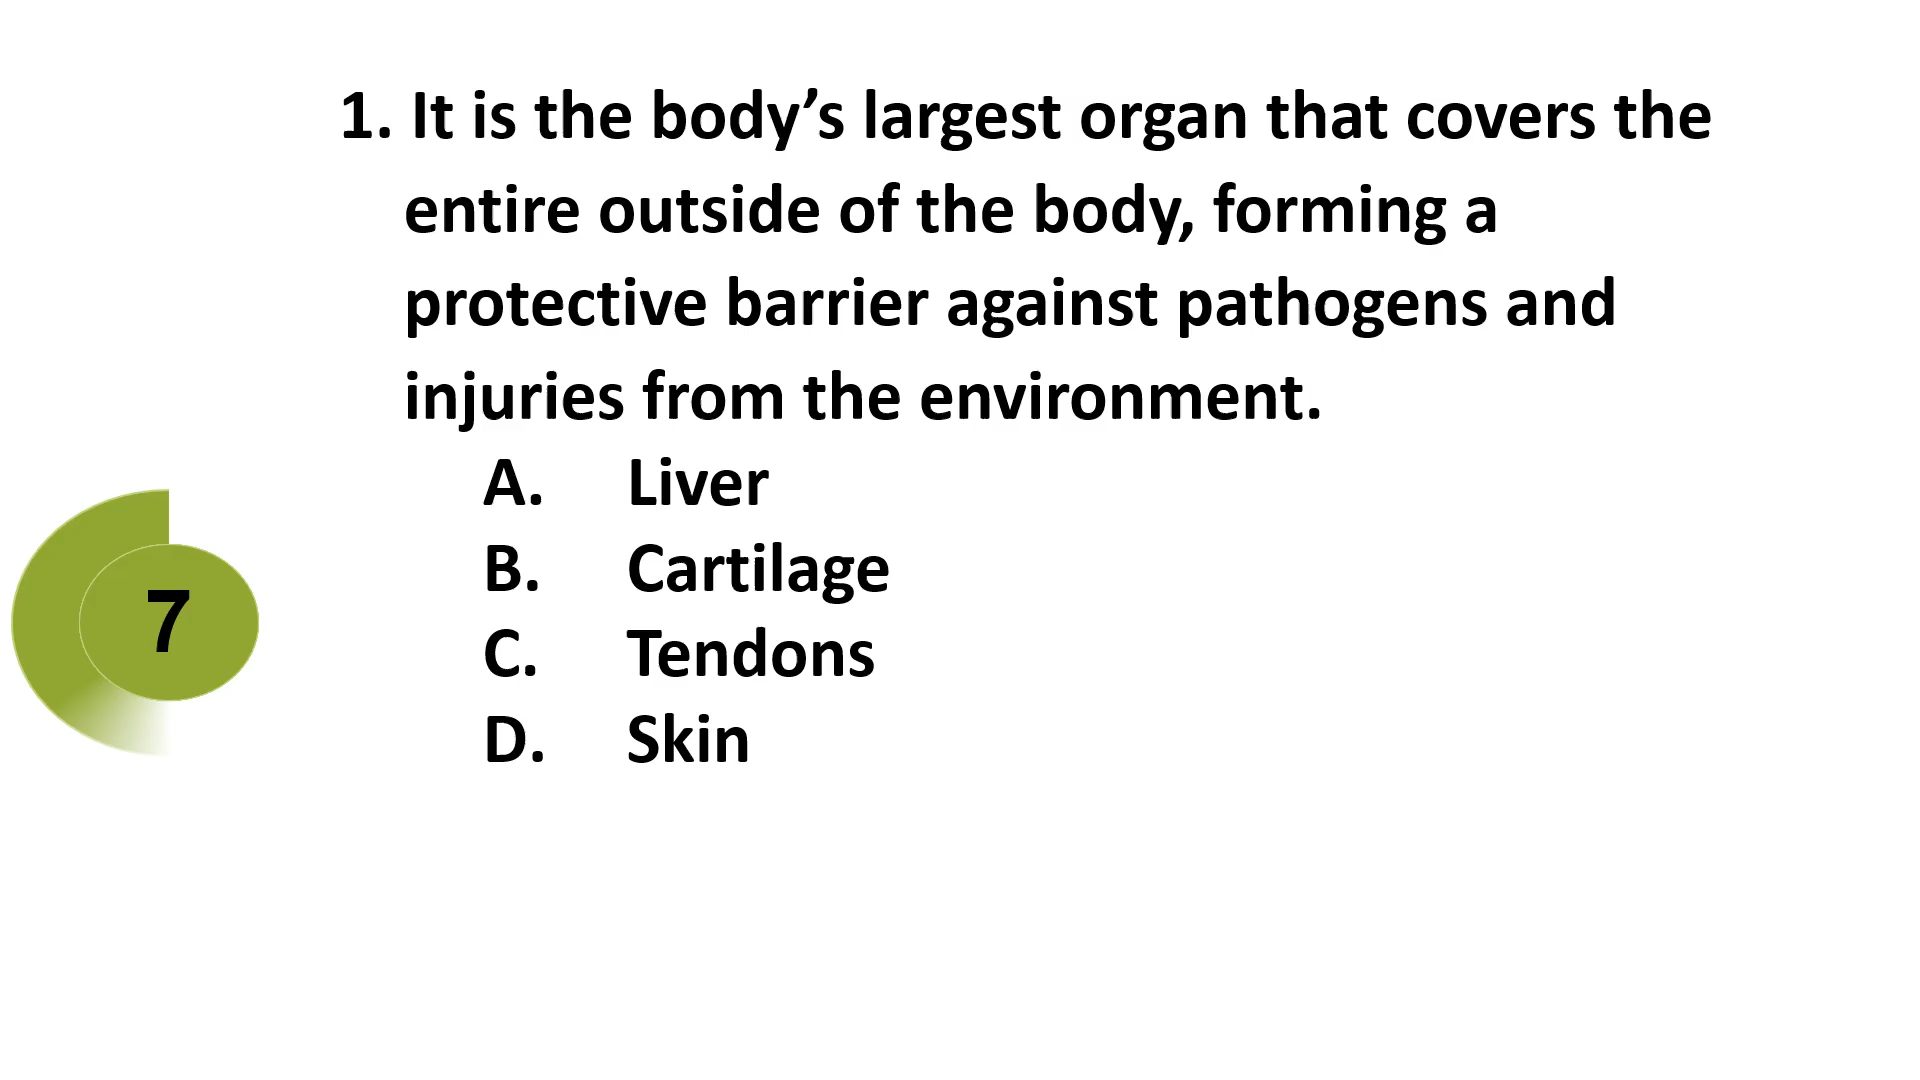 1. It is the body’s largest organ that covers the
entire outside of the body, forming a
protective barrier against pathogens and
injuries from the environment.
A. Liver
B. Cartilage
C. Tendons
D. Skin
7